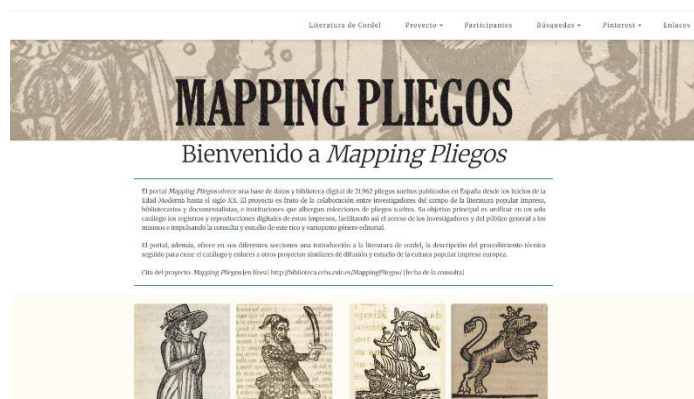 Literatura de Cordel Proyecto Participantes Búsquedas Pinterest Enlaces
MAPPING PLIEGOS
Bienvenido a Mapping Pliegos
El portal Mapping Pliegos ofrece una base de datos y biblioteca digital de 21.962 pliegos sueltos publicados en España desde los inicios de la
Edad Moderna hasta el siglo XX. El proyecto es fruto de la colaboración entre investigadores del campo de la literatura popular impresa,
bibliotecarios y documentalistas, e instituciones que albergan colecciones de pliegos sueltos. Su objetivo principal es unificar en un solo
catálogo los registros y reproducciones digitales de estos impresos, facilitando así el acceso de los investigadores y del público general a los
mismos e impulsando la consulta y estudio de este rico y variopinto género editorial.
El portal, además, ofrece en sus diferentes secciones una introducción a la literatura de cordel, la descripción del procedimiento técnico
seguido para crear el catálogo y enlaces a otros proyectos similares de difusión y estudio de la cultura popular impresa europea.
Cita del proyecto: Mapping Pliegos [en línea] http://biblioteca.cchs.csic.es/MappingPliegos/ [fecha de la consulta]